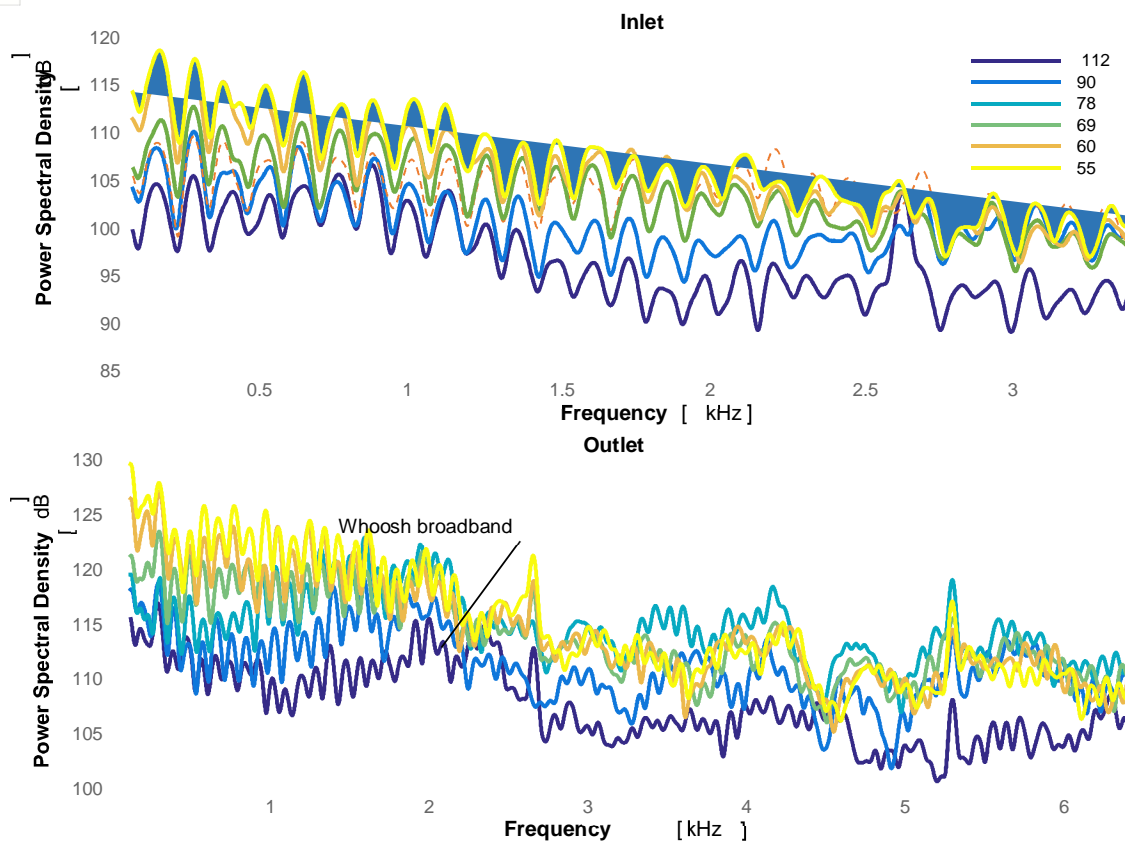 Inlet
Power Spectral Density [dB]
120
115
110
105
100
95
90
85
112
90
78
69
60
55
0.5 1 1.5 2 2.5 3
Frequency [ kHz ]
Outlet
Power Spectral Density [dB]
130
125
120
115
110
105
100
Whoosh broadband
1 2 3 4 5 6
Frequency [kHz ]